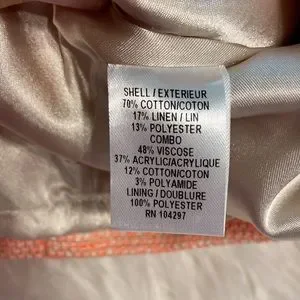 SHELL / EXTERIEUR
70% COTTON/COTON
17% LINEN / LIN
13% POLYESTER
COMBO
48% VISCOSE
37% ACRYLIC/ACRYLIQUE
12% COTTON/COTON
3% POLYAMIDE
LINING / DOUBLURE
100% POLYESTER
RN 104297